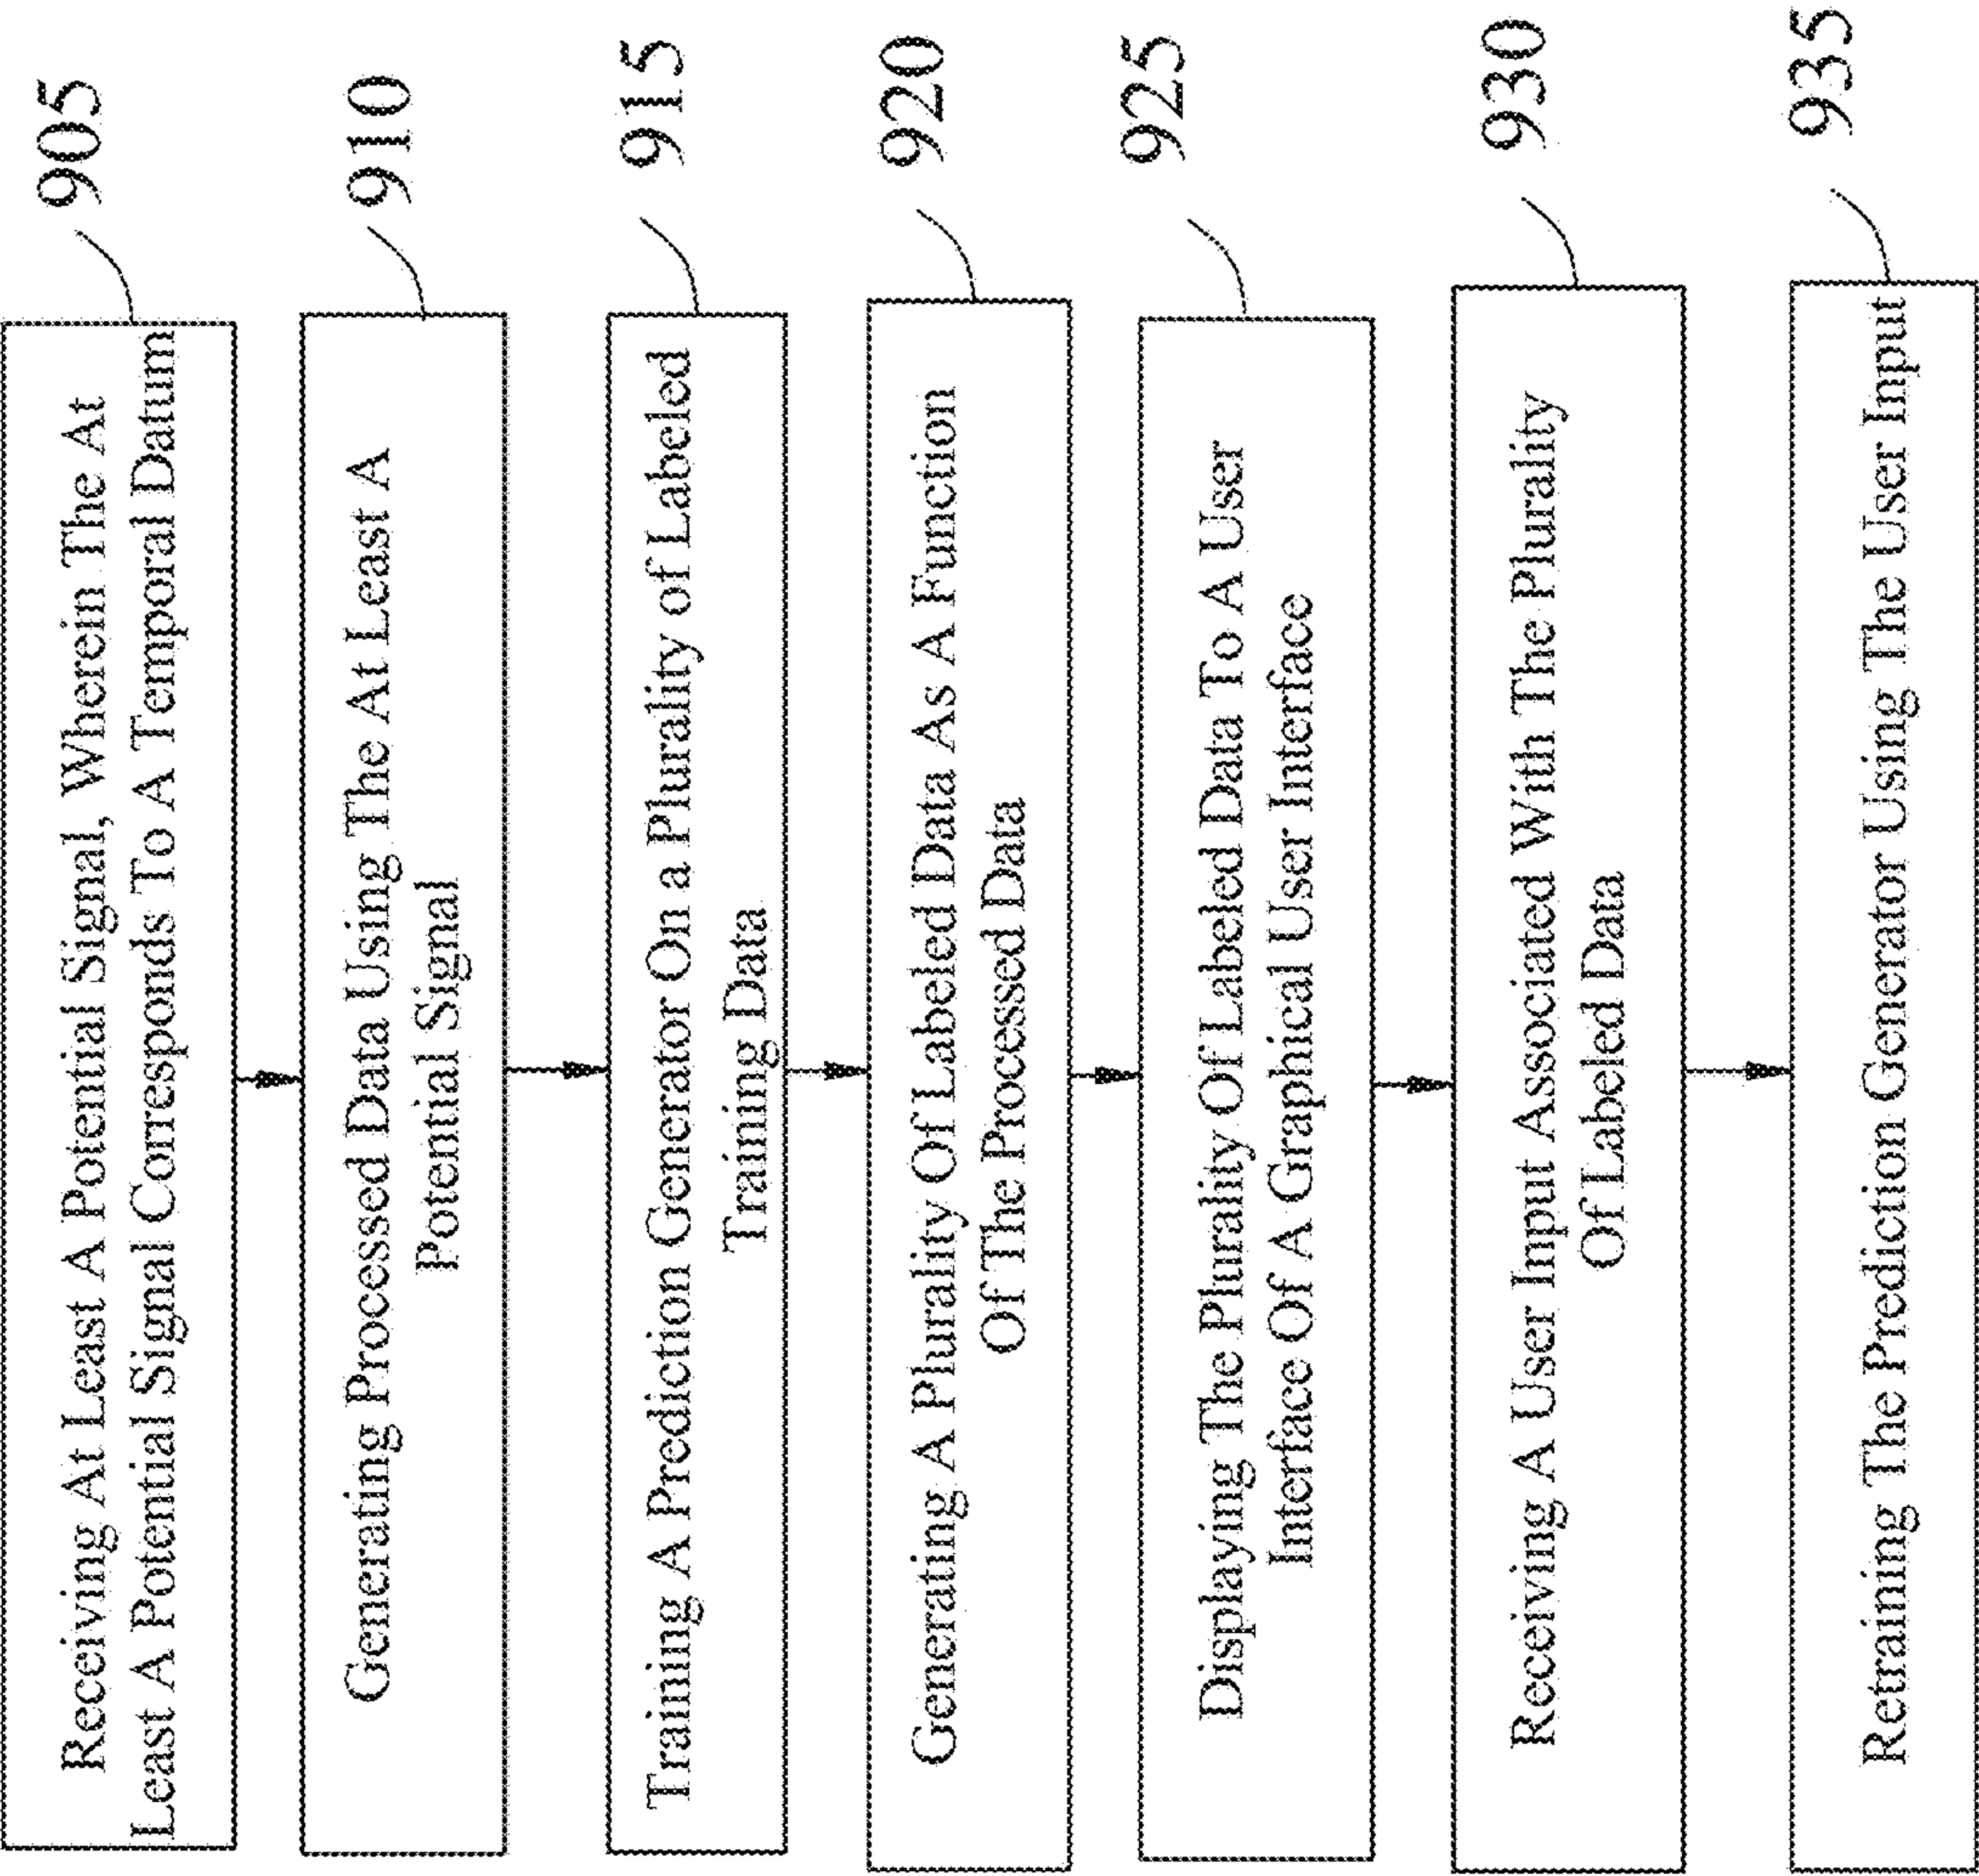 Receiving At Least A Potential Signal, Wherein The At
Least A Potential Signal Corresponds To A Temporal Datum
905
Generating Processed Data Using The At Least A
Potential Signal
910
Training A Prediction Generator On a Plurality of Labeled
Training Data
915
Generating A Plurality Of Labeled Data As A Function
Of The Processed Data
920
Displaying The Plurality Of Labeled Data To A User
Interface Of A Graphical User Interface
925
Receiving A User Input Associated With The Plurality
Of Labeled Data
930
Retraining The Prediction Generator Using The User Input
935